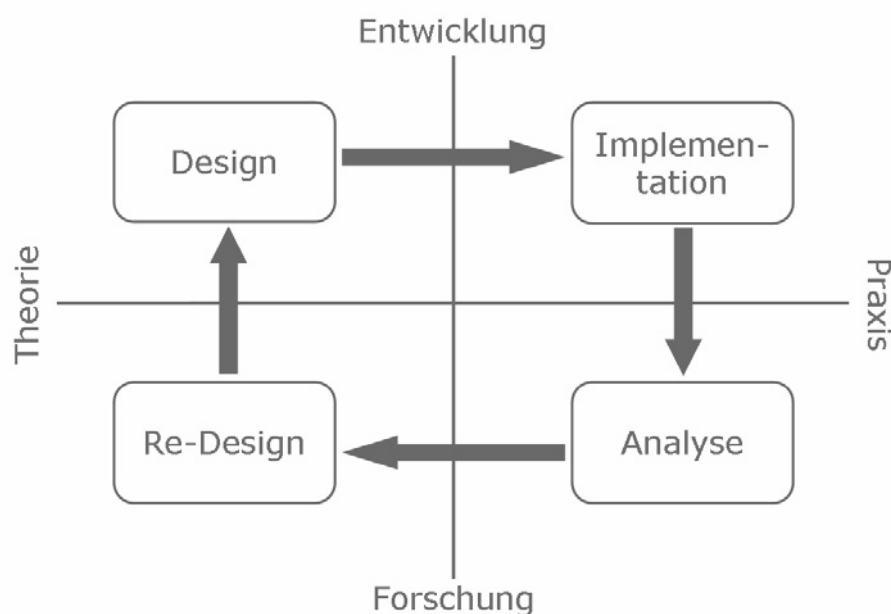 Entwicklung
Design
Implemen-
tation
Theorie
Praxis
Re-Design
Analyse
Forschung